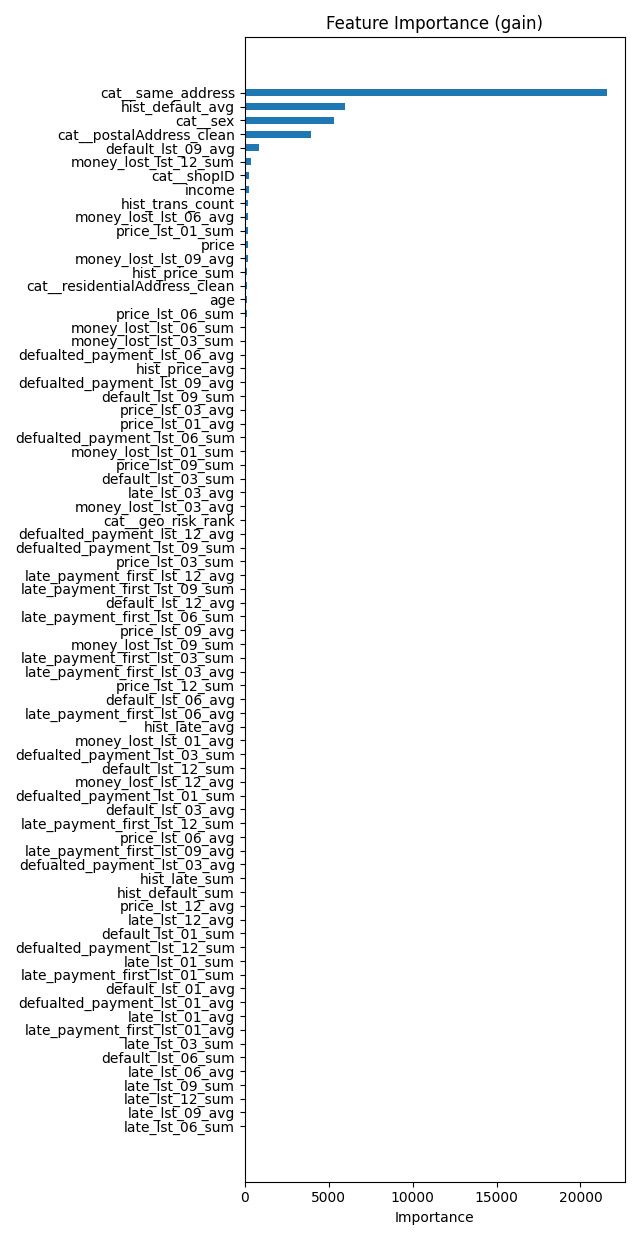 Feature Importance (gain)
cat__same_address
hist_default_avg
cat__sex
cat__postalAddress_clean
default_lst_09_avg
money_lost_lst_12_sum
cat__shopID
income
hist_trans_count
money_lost_lst_06_avg
price_lst_01_sum
price
money_lost_lst_09_avg
hist_price_sum
cat__residentialAddress_clean
age
price_lst_06_sum
money_lost_lst_06_sum
money_lost_lst_03_sum
defualted_payment_lst_06_avg
hist_price_avg
defualted_payment_lst_09_avg
default_lst_09_sum
price_lst_03_avg
price_lst_01_avg
defualted_payment_lst_06_sum
money_lost_lst_01_sum
price_lst_09_sum
default_lst_03_sum
late_lst_03_avg
money_lost_lst_03_avg
cat__geo_risk_rank
defualted_payment_lst_12_avg
defualted_payment_lst_09_sum
price_lst_03_sum
late_payment_first_lst_12_avg
late_payment_first_lst_09_sum
default_lst_12_avg
late_payment_first_lst_06_sum
price_lst_09_avg
money_lost_lst_09_sum
late_payment_first_lst_03_sum
late_payment_first_lst_03_avg
price_lst_12_sum
default_lst_06_avg
late_payment_first_lst_06_avg
hist_late_avg
money_lost_lst_01_avg
defualted_payment_lst_03_sum
default_lst_12_sum
money_lost_lst_12_avg
defualted_payment_lst_01_sum
default_lst_03_avg
late_payment_first_lst_12_sum
price_lst_06_avg
late_payment_first_lst_09_avg
defualted_payment_lst_03_avg
hist_late_sum
hist_default_sum
price_lst_12_avg
late_lst_12_avg
default_lst_01_sum
defualted_payment_lst_12_sum
late_lst_01_sum
late_payment_first_lst_01_sum
default_lst_01_avg
defualted_payment_lst_01_avg
late_lst_01_avg
late_payment_first_lst_01_avg
late_lst_03_sum
default_lst_06_sum
late_lst_06_avg
late_lst_09_sum
late_lst_12_sum
late_lst_09_avg
late_lst_06_sum
0 5000 10000 15000 20000
Importance